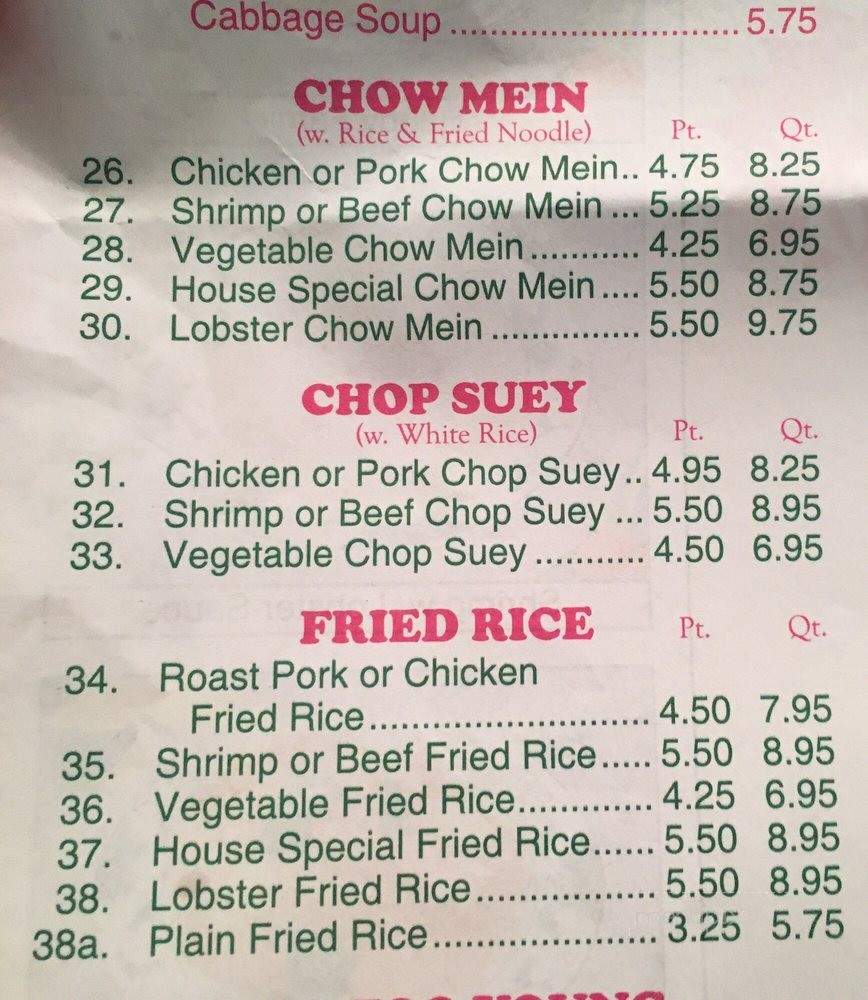 Cabbage Soup ............................. 5.75
CHOW MEIN
(w. Rice & Fried Noodle) Pt. Qt.
26. Chicken or Pork Chow Mein.. 4.75 8.25
27. Shrimp or Beef Chow Mein ... 5.25 8.75
28. Vegetable Chow Mein ........... 4.25 6.95
29. House Special Chow Mein .... 5.50 8.75
30. Lobster Chow Mein ............... 5.50 9.75
CHOP SUEY
(w. White Rice) Pt. Qt.
31. Chicken or Pork Chop Suey.. 4.95 8.25
32. Shrimp or Beef Chop Suey ... 5.50 8.95
33. Vegetable Chop Suey ........... 4.50 6.95
FRIED RICE Pt. Qt.
34. Roast Pork or Chicken
Fried Rice ............................ 4.50 7.95
35. Shrimp or Beef Fried Rice..... 5.50 8.95
36. Vegetable Fried Rice............. 4.25 6.95
37. House Special Fried Rice...... 5.50 8.95
38. Lobster Fried Rice ................. 5.50 8.95
38a. Plain Fried Rice ...................... 3.25 5.75